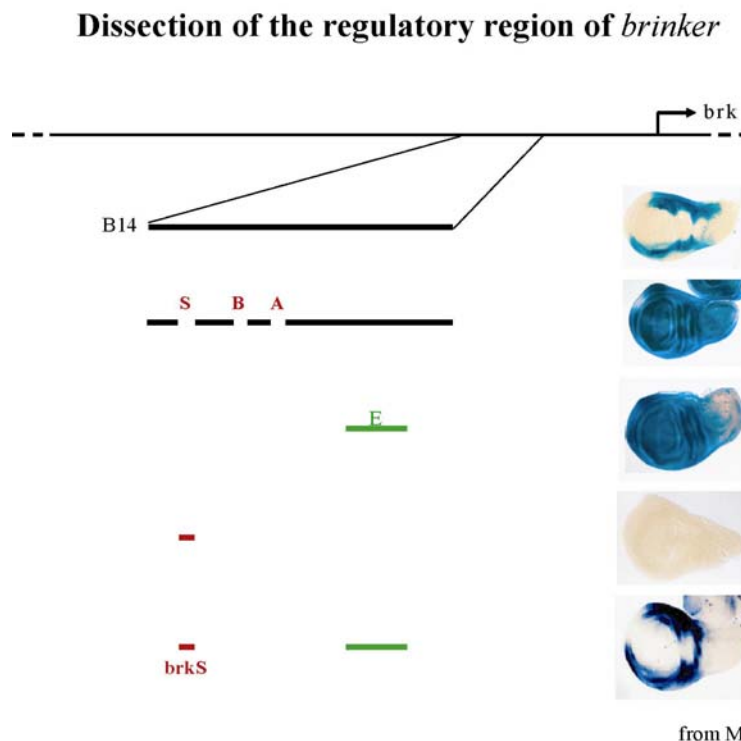 Dissection of the regulatory region of brinker
brk
B14
S B A
E
brkS
from M